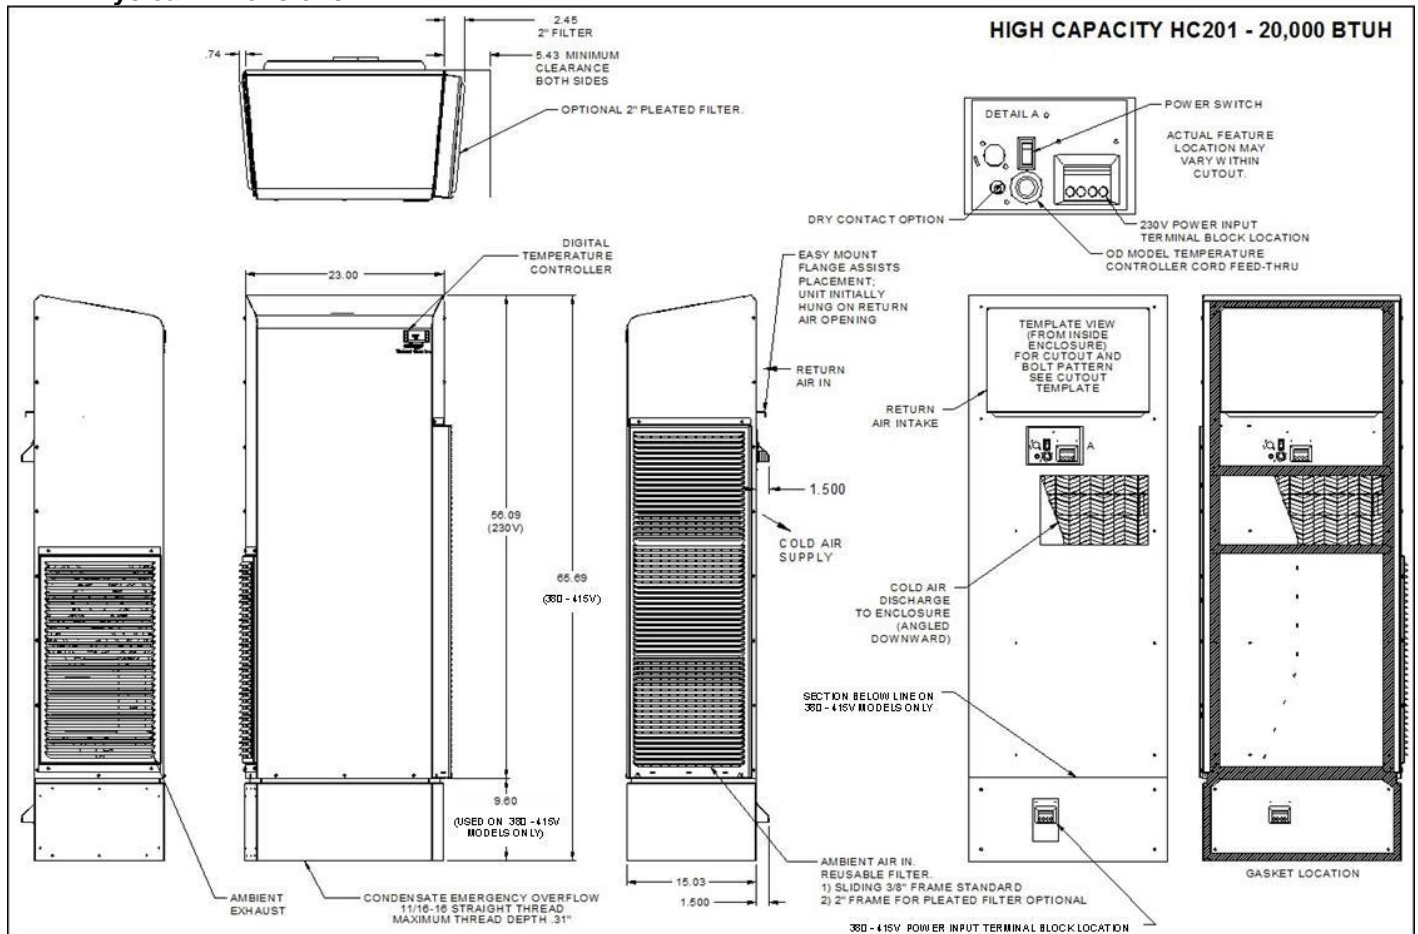 HIGH CAPACITY HC201 - 20,000 BTUH
2.45
2" FILTER
.74
5.43 MINIMUM
CLEARANCE
BOTH SIDES
OPTIONAL 2" PLEATED FILTER.
DETAIL A
POWER SWITCH
ACTUAL FEATURE
LOCATION MAY
VARY WITHIN
CUTOUT.
DRY CONTACT OPTION
230V POWER INPUT
TERMINAL BLOCK LOCATION
OD MODEL TEMPERATURE
CONTROLLER CORD FEED-THRU
DIGITAL
TEMPERATURE
CONTROLLER
23.00
EASY MOUNT
FLANGE ASSISTS
PLACEMENT;
UNIT INITIALLY
HUNG ON RETURN
AIR OPENING
RETURN
AIR IN
TEMPLATE VIEW
(FROM INSIDE
ENCLOSURE)
FOR CUTOUT AND
BOLT PATTERN
SEE CUTOUT
TEMPLATE
RETURN
AIR INTAKE
A
1.500
56.09
(230V)
COLD AIR
SUPPLY
65.69
(380 - 415V)
COLD AIR
DISCHARGE
TO ENCLOSURE
(ANGLED
DOWNWARD)
SECTION BELOW LINE ON
380 - 415V MODELS ONLY
9.60
(USED ON 380 - 415V
MODELS ONLY)
AMBIENT
EXHAUST
CONDENSATE EMERGENCY OVERFLOW
11/16-16 STRAIGHT THREAD
MAXIMUM THREAD DEPTH .31"
15.03
1.500
AMBIENT AIR IN.
REUSABLE FILTER.
1) SLIDING 3/8" FRAME STANDARD
2) 2" FRAME FOR PLEATED FILTER OPTIONAL
380 - 415V POWER INPUT TERMINAL BLOCK LOCATION
GASKET LOCATION